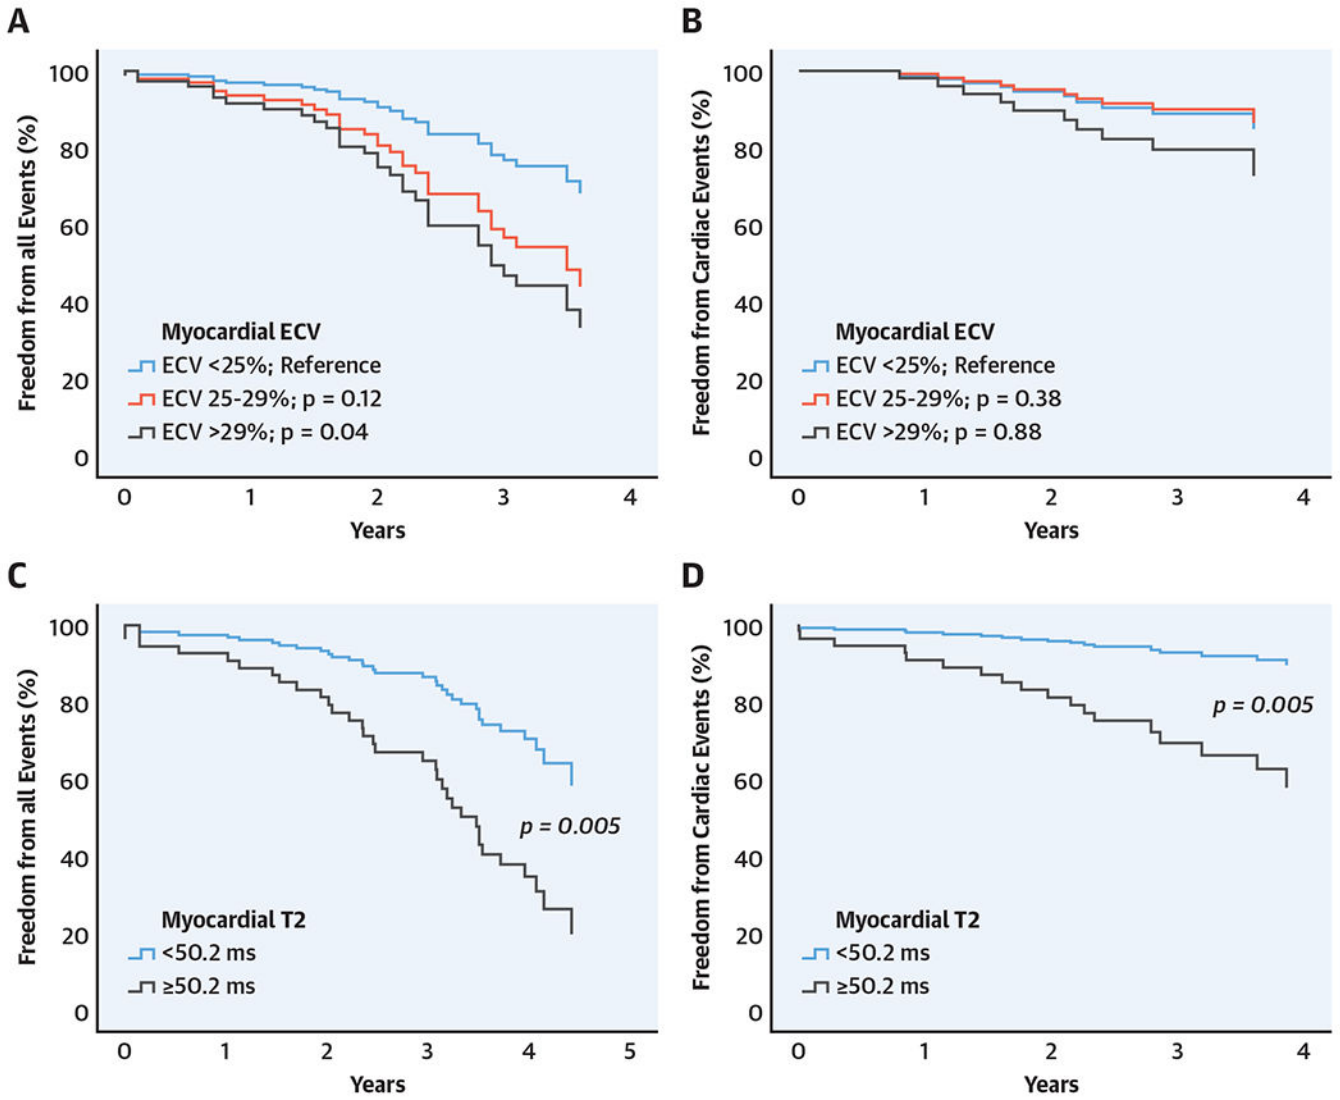 A
Freedom from all Events (%)
100
80
60
40
20
0
Myocardial ECV
ECV <25%; Reference
ECV 25-29%; p = 0.12
ECV >29%; p = 0.04
0 1 2 3 4
Years
B
Freedom from Cardiac Events (%)
100
80
60
40
20
0
Myocardial ECV
ECV <25%; Reference
ECV 25-29%; p = 0.38
ECV >29%; p = 0.88
0 1 2 3 4
Years
C
Freedom from all Events (%)
100
80
60
40
20
0
p = 0.005
Myocardial T2
<50.2 ms
≥50.2 ms
0 1 2 3 4 5
Years
D
Freedom from Cardiac Events (%)
100
80
60
40
20
0
p = 0.005
Myocardial T2
<50.2 ms
≥50.2 ms
0 1 2 3 4
Years